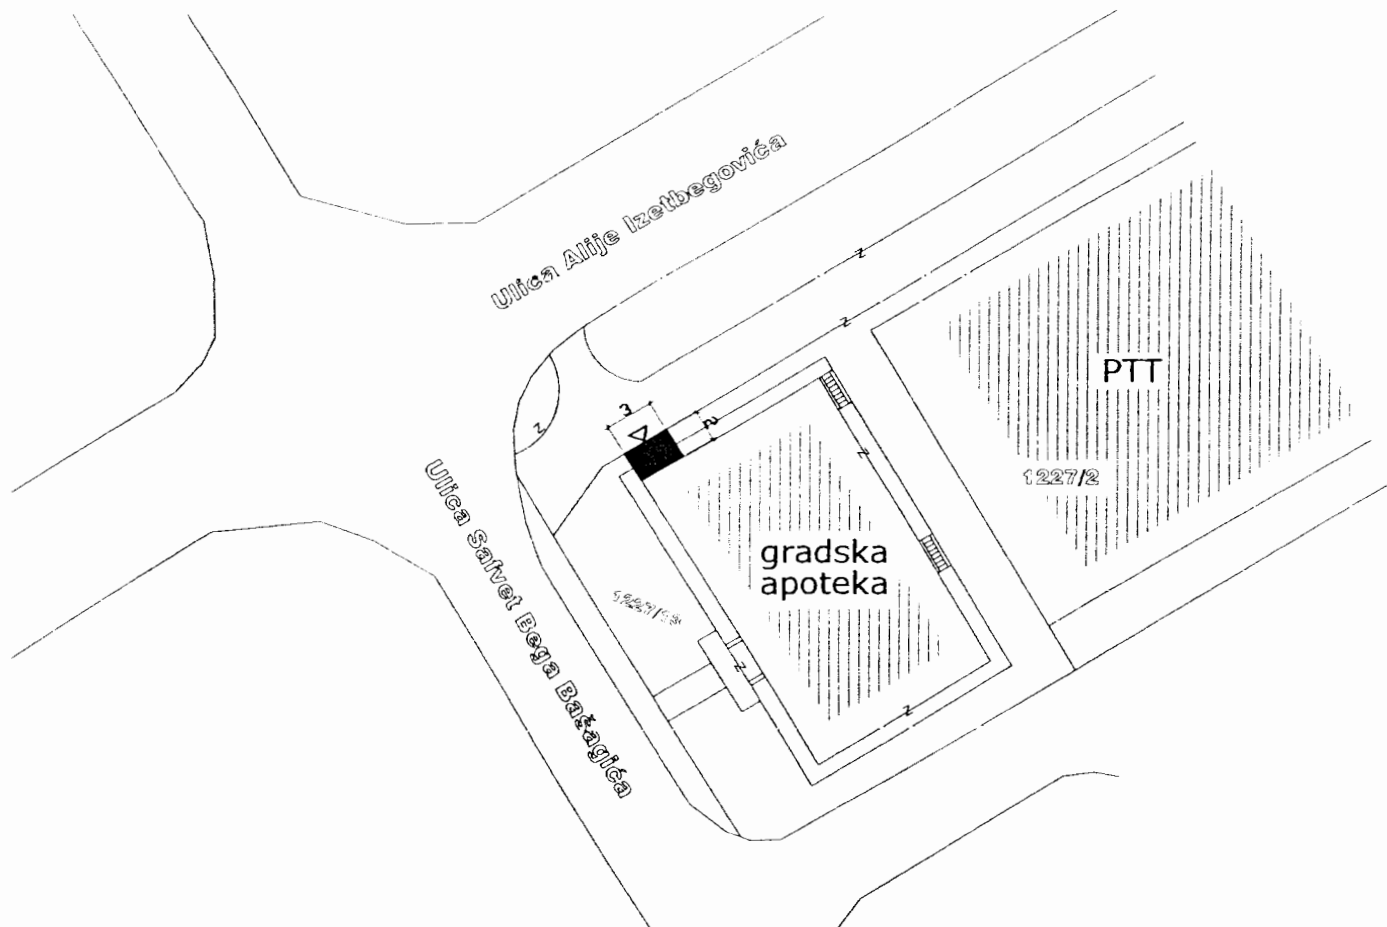 Ulica Alije Izetbegovića
z
z
PTT
3
2
z
z
1227/2
Ulica Safvet Bega Bašagića
gradska
apoteka
z
z